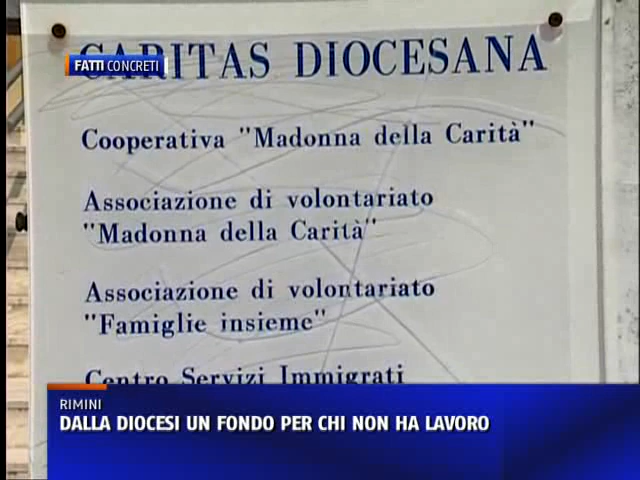 CARITAS DIOCESANA
FATTI CONCRETI
Cooperativa "Madonna della Carità"
Associazione di volontariato
"Madonna della Carità"
Associazione di volontariato
"Famiglie insieme"
Centro Servizi Immigrati
RIMINI
DALLA DIOCESI UN FONDO PER CHI NON HA LAVORO